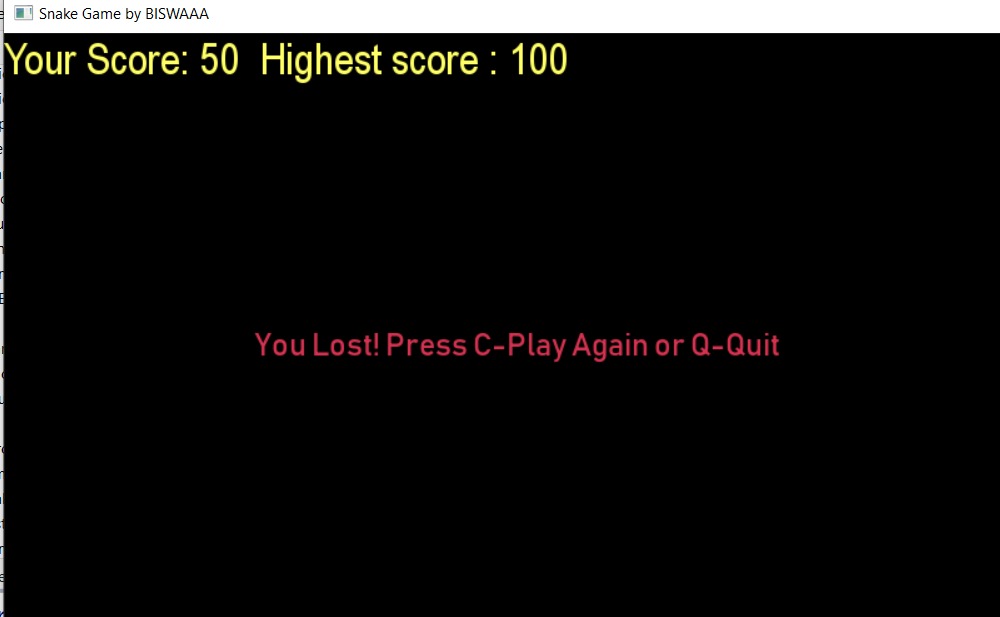 Snake Game by BISWAAA
Your Score: 50 Highest score : 100
You Lost! Press C-Play Again or Q-Quit